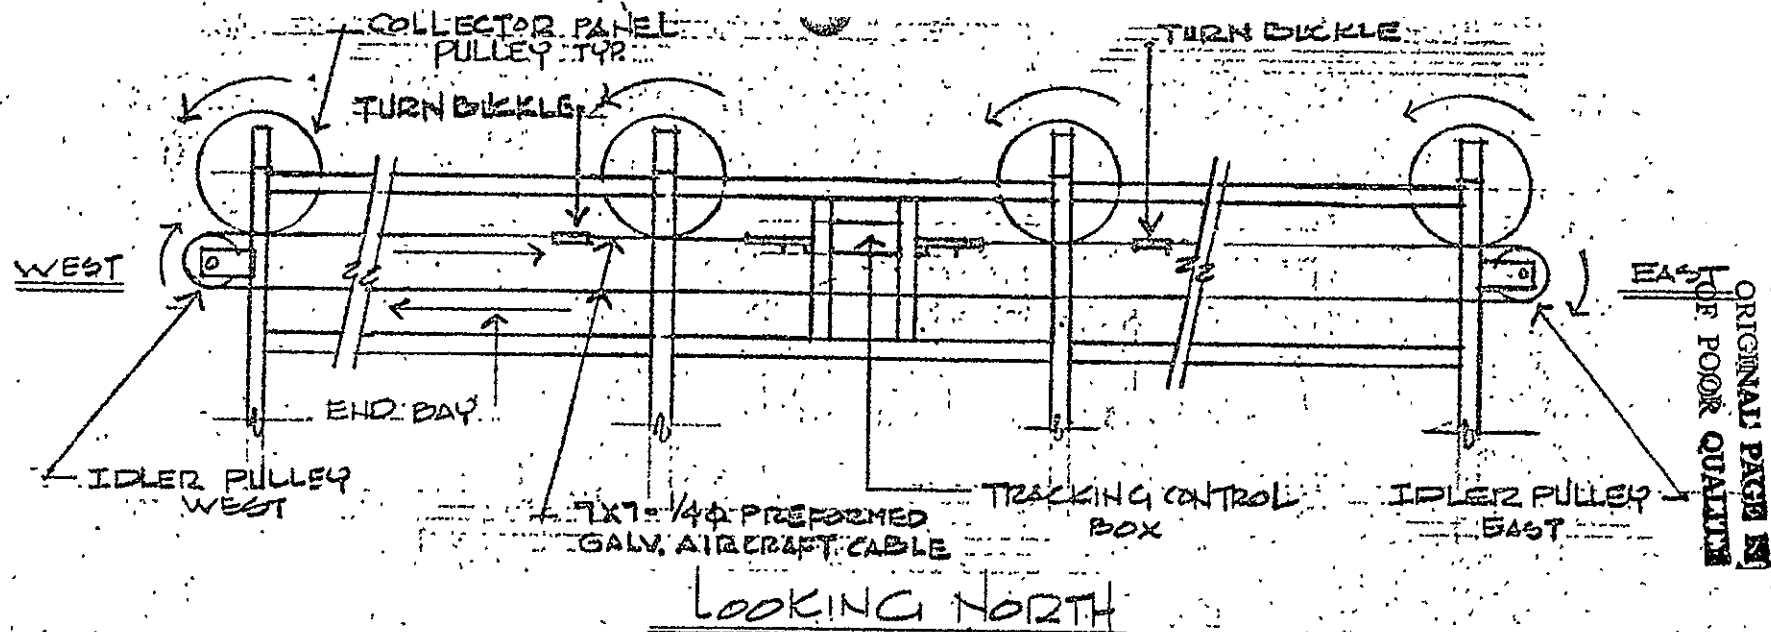 COLLECTOR PANEL
PULLEY TYP.
TURN BUCKLE
TURN BUCKLE
WEST
EAST
END BAY
IDLER PULLEY
WEST
7X7- 1/4Φ PREFORMED
GALV. AIRCRAFT CABLE
TRACKING CONTROL
BOX
IDLER PULLEY
EAST
LOOKING NORTH
ORIGINAL PAGE IS
OF POOR QUALITY